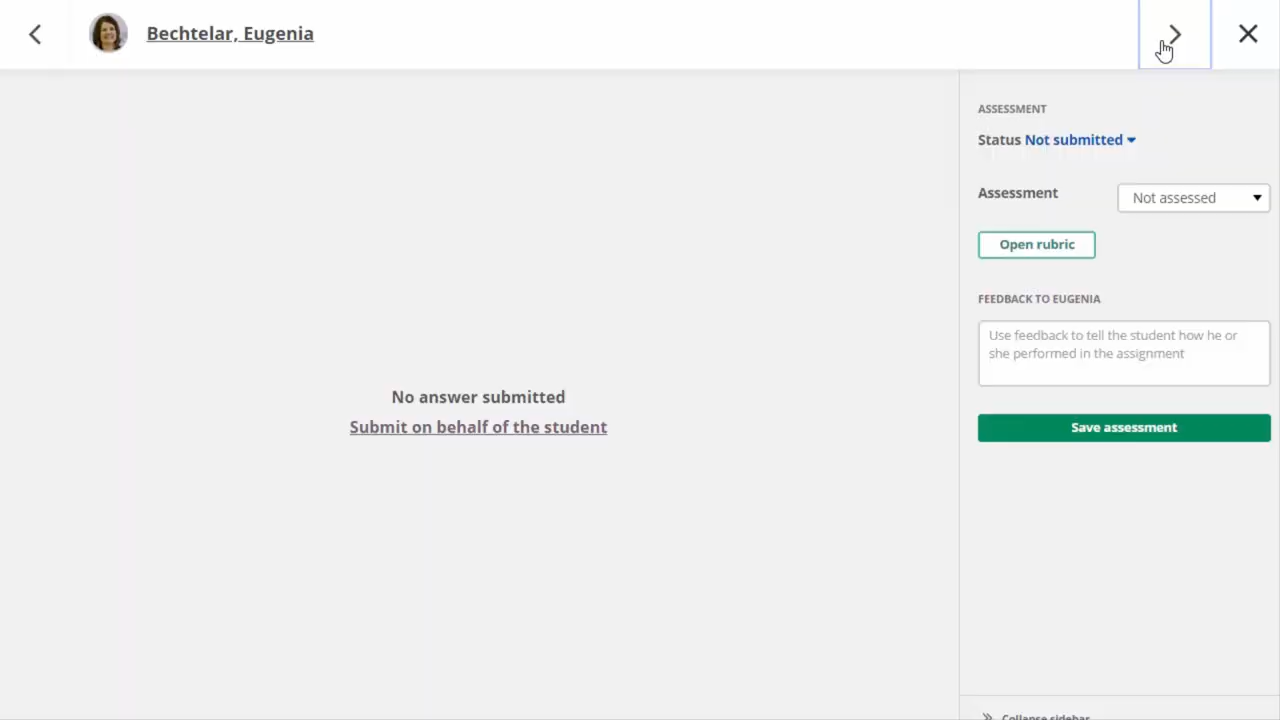 Bechtelar, Eugenia
ASSESSMENT
Status Not submitted
Assessment
Not assessed
Open rubric
FEEDBACK TO EUGENIA
Use feedback to tell the student how he or
she performed in the assignment
No answer submitted
Submit on behalf of the student
Save assessment
Collapse sidebar